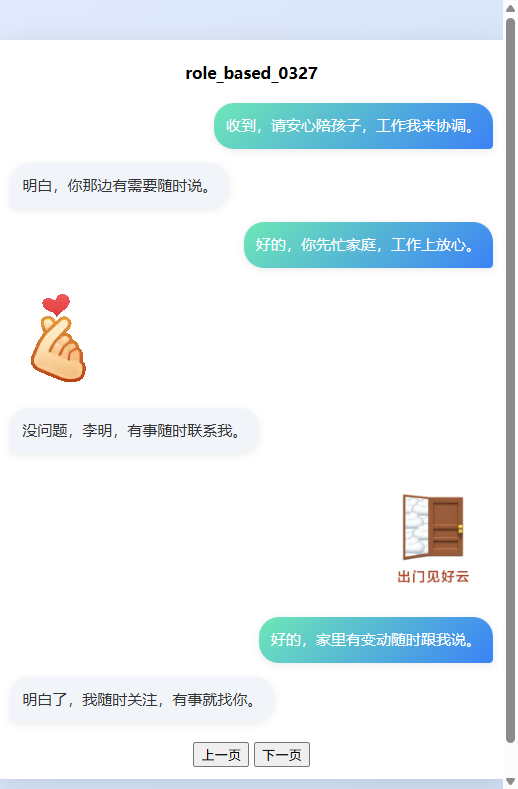 role_based_0327
收到，请安心陪孩子，工作我来协调。
明白，你那边有需要随时说。
好的，你先忙家庭，工作上放心。
没问题，李明，有事随时联系我。
出门见好云
好的，家里有变动随时跟我说。
明白了，我随时关注，有事就找你。
上一页 下一页